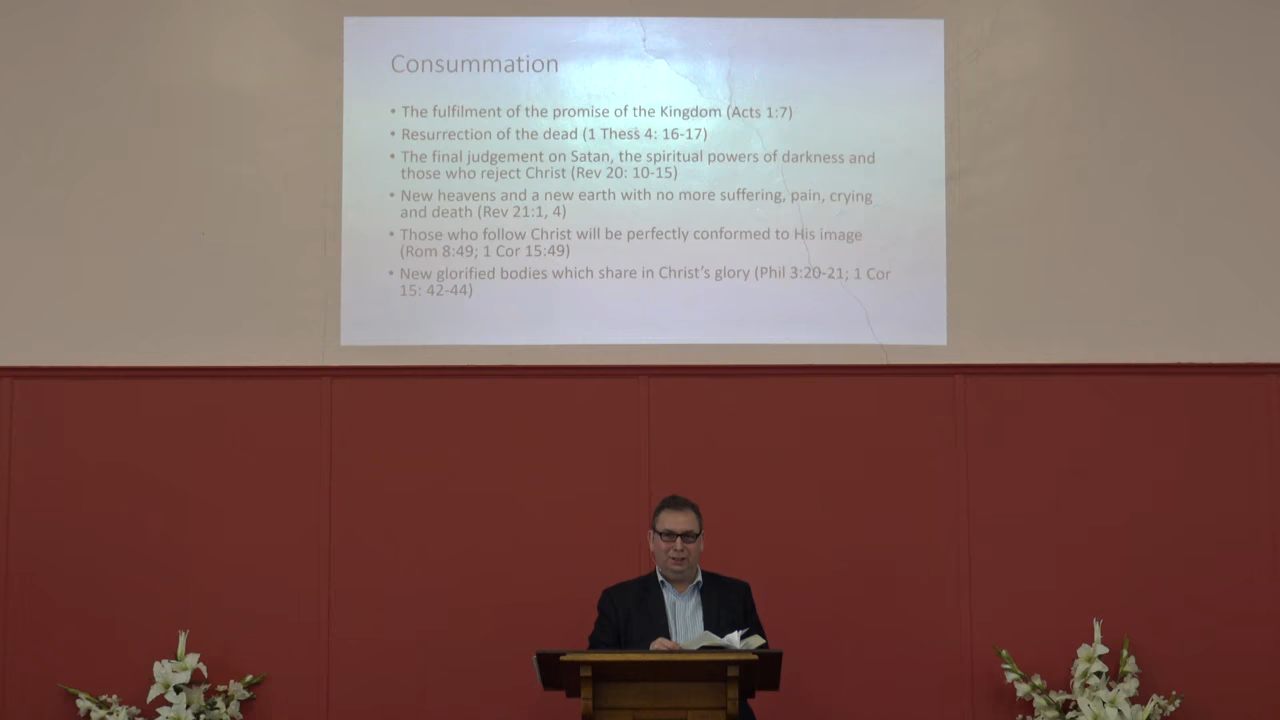 Consummation
• The fulfilment of the promise of the Kingdom (Acts 1:7)
• Resurrection of the dead (1 Thess 4: 16-17)
• The final judgement on Satan, the spiritual powers of darkness and
those who reject Christ (Rev 20: 10-15)
• New heavens and a new earth with no more suffering, pain, crying
and death (Rev 21:1, 4)
• Those who follow Christ will be perfectly conformed to His image
(Rom 8:49; 1 Cor 15:49)
• New glorified bodies which share in Christ's glory (Phil 3:20-21; 1 Cor
15: 42-44)